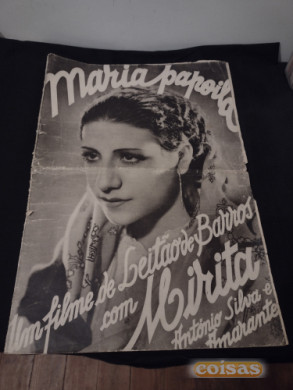 Maria papoila
Um filme de Leitão de Barros
com Mirita
António Silva e
Amarante
coisas